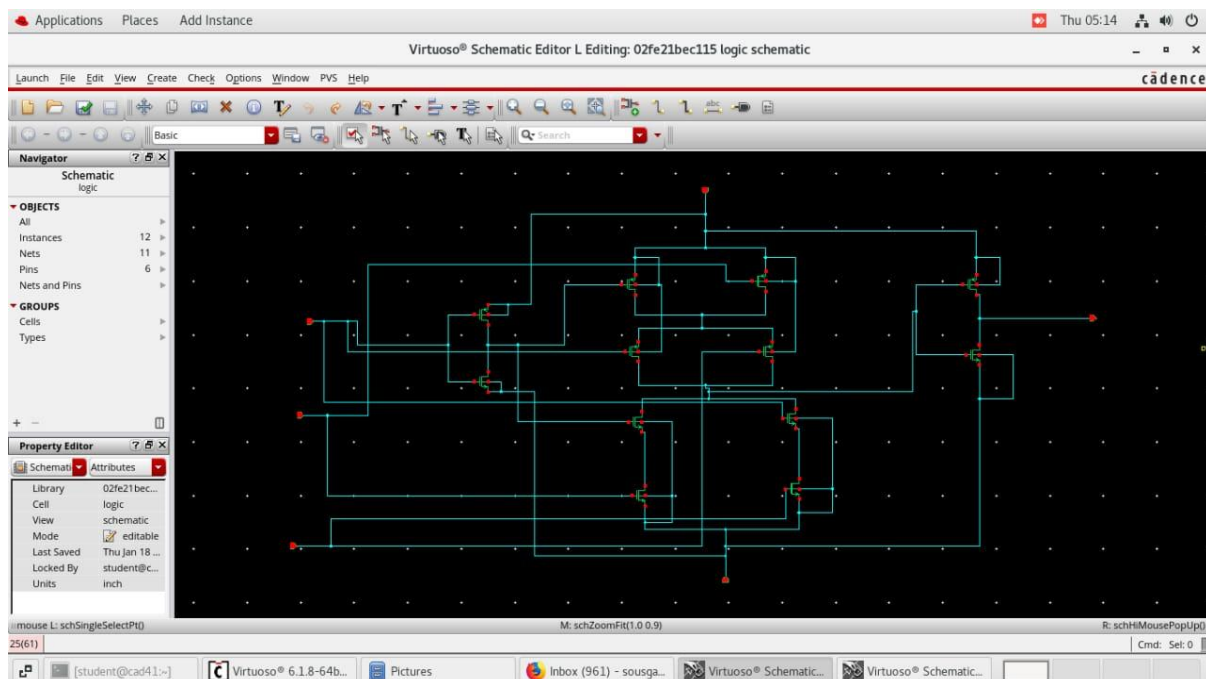 Applications Places Add Instance Thu 05:14
Virtuoso® Schematic Editor L Editing: 02fe21bec115 logic schematic
Launch File Edit View Create Check Options Window PVS Help cādence
Basic Search
Navigator
Schematic
logic
OBJECTS
All
Instances 12
Nets 11
Pins 6
Nets and Pins
GROUPS
Cells
Types
Property Editor
Schemati Attributes
Library 02fe21bec...
Cell logic
View schematic
Mode editable
Last Saved Thu Jan 18 ...
Locked By student@c...
Units inch
mouse L: schSingleSelectPt() M: schZoomFit(1.0 0.9) R: schHiMousePopUp()
25(61) Cmd: Sel: 0
[student@cad41:~] Virtuoso® 6.1.8-64b... Pictures Inbox (961) - sousga... Virtuoso® Schematic... Virtuoso® Schematic...